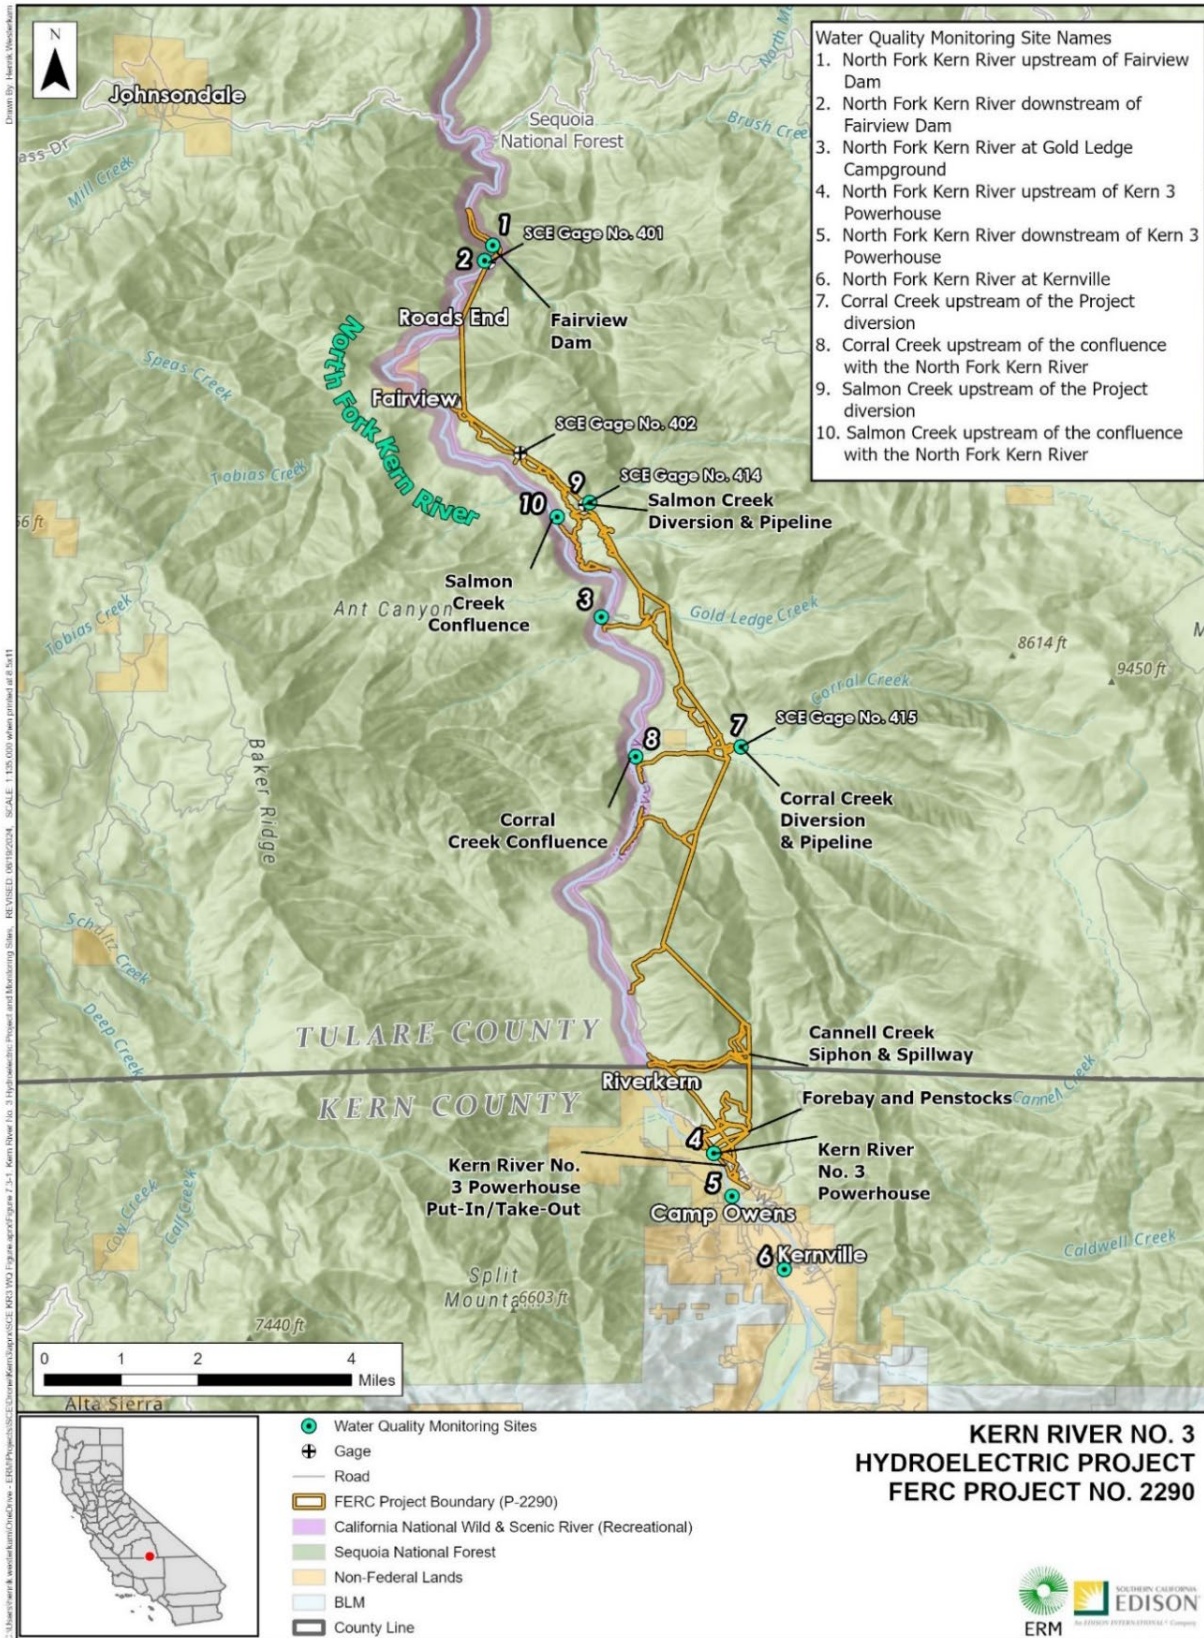 Drawn By: Henrik Westerkam
N
Johnsondale
Sequoia
National Forest
Mill Creek
Water Quality Monitoring Site Names
1. North Fork Kern River upstream of Fairview
Dam
2. North Fork Kern River downstream of
Fairview Dam
3. North Fork Kern River at Gold Ledge
Campground
4. North Fork Kern River upstream of Kern 3
Powerhouse
5. North Fork Kern River downstream of Kern 3
Powerhouse
6. North Fork Kern River at Kernville
7. Corral Creek upstream of the Project
diversion
8. Corral Creek upstream of the confluence
with the North Fork Kern River
9. Salmon Creek upstream of the Project
diversion
10. Salmon Creek upstream of the confluence
with the North Fork Kern River
1
SCE Gage No. 401
2
Roads End
Fairview
Dam
North Fork Kern River
Speas Creek
Fairview
SCE Gage No. 402
Tobias Creek
9
SCE Gage No. 414
10
Salmon Creek
Diversion & Pipeline
Salmon
Creek
Confluence
Ant Canyon
3
Gold Ledge Creek
Tobias Creek
8614 ft
9450 ft
Corral Creek
7
SCE Gage No. 415
8
Baker Ridge
Corral
Creek Confluence
Corral Creek
Diversion
& Pipeline
Schultz Creek
Deep Creek
TULARE COUNTY
KERN COUNTY
Cannell Creek
Siphon & Spillway
Riverkern
Forebay and Penstocks
Cannell Creek
4
Kern River No.
3 Powerhouse
Put-In/Take-Out
Kern River
No. 3
Powerhouse
5
Camp Owens
Cow Creek
Calf Creek
6 Kernville
Caldwell Creek
Split
6603 ft
7440 ft
0 1 2 4
Miles
Alta Sierra
Water Quality Monitoring Sites
Gage
Road
FERC Project Boundary (P-2290)
California National Wild & Scenic River (Recreational)
Sequoia National Forest
Non-Federal Lands
BLM
County Line
KERN RIVER NO. 3
HYDROELECTRIC PROJECT
FERC PROJECT NO. 2290
ERM
SOUTHERN CALIFORNIA
EDISON
An EDISON INTERNATIONAL® Company